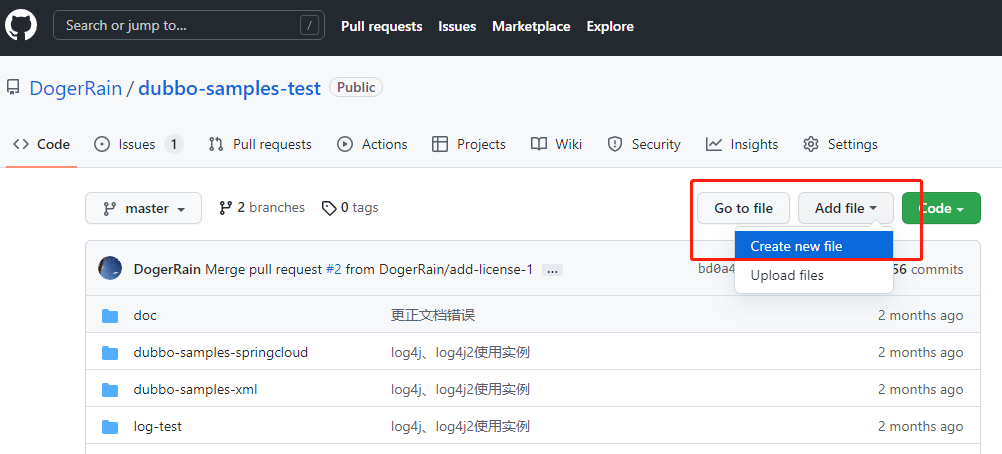 Search or jump to... /
Pull requests Issues Marketplace Explore
DogerRain / dubbo-samples-test Public
Code Issues 1 Pull requests Actions Projects Wiki Security Insights Settings
master 2 branches 0 tags Go to file Add file Code
Create new file
DogerRain Merge pull request #2 from DogerRain/add-license-1 ... bd0a4 56 commits
Upload files
doc 更正文档错误 2 months ago
dubbo-samples-springcloud log4j、log4j2使用实例 2 months ago
dubbo-samples-xml log4j、log4j2使用实例 2 months ago
log-test log4j、log4j2使用实例 2 months ago